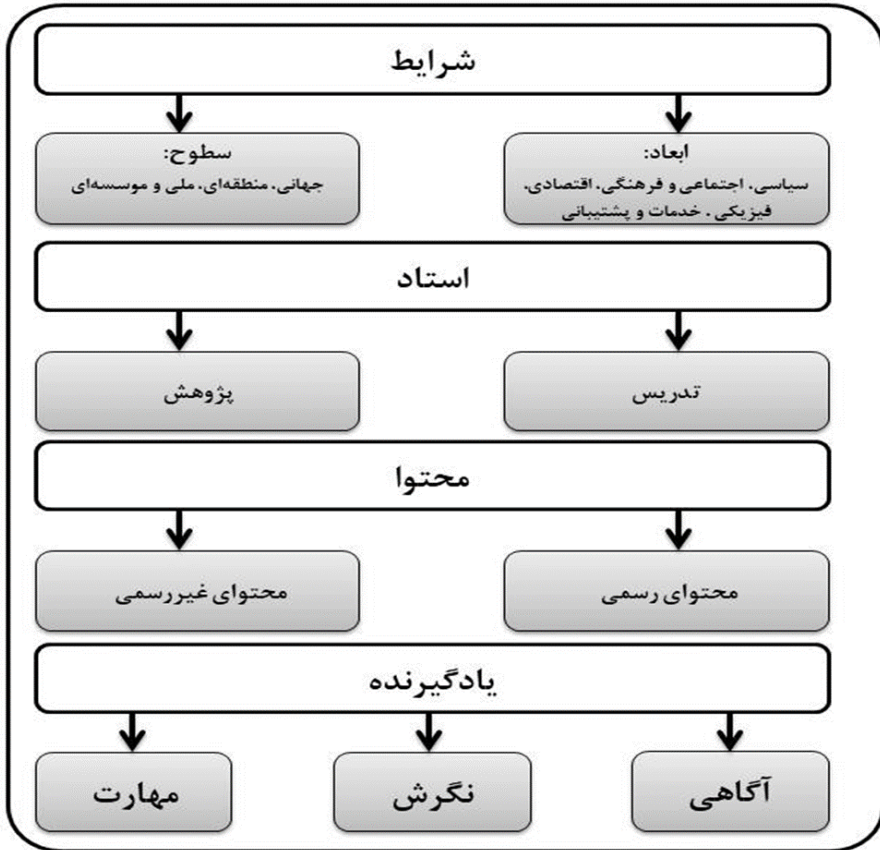 شرایط
ابعاد:
سیاسی، اجتماعی و فرهنگی، اقتصادی،
فیزیکی، خدمات و پشتیبانی
سطوح:
جهانی، منطقه‌ای، ملی و موسسه‌ای
استاد
تدریس
پژوهش
محتوا
محتوای رسمی
محتوای غیررسمی
یادگیرنده
آگاهی
نگرش
مهارت